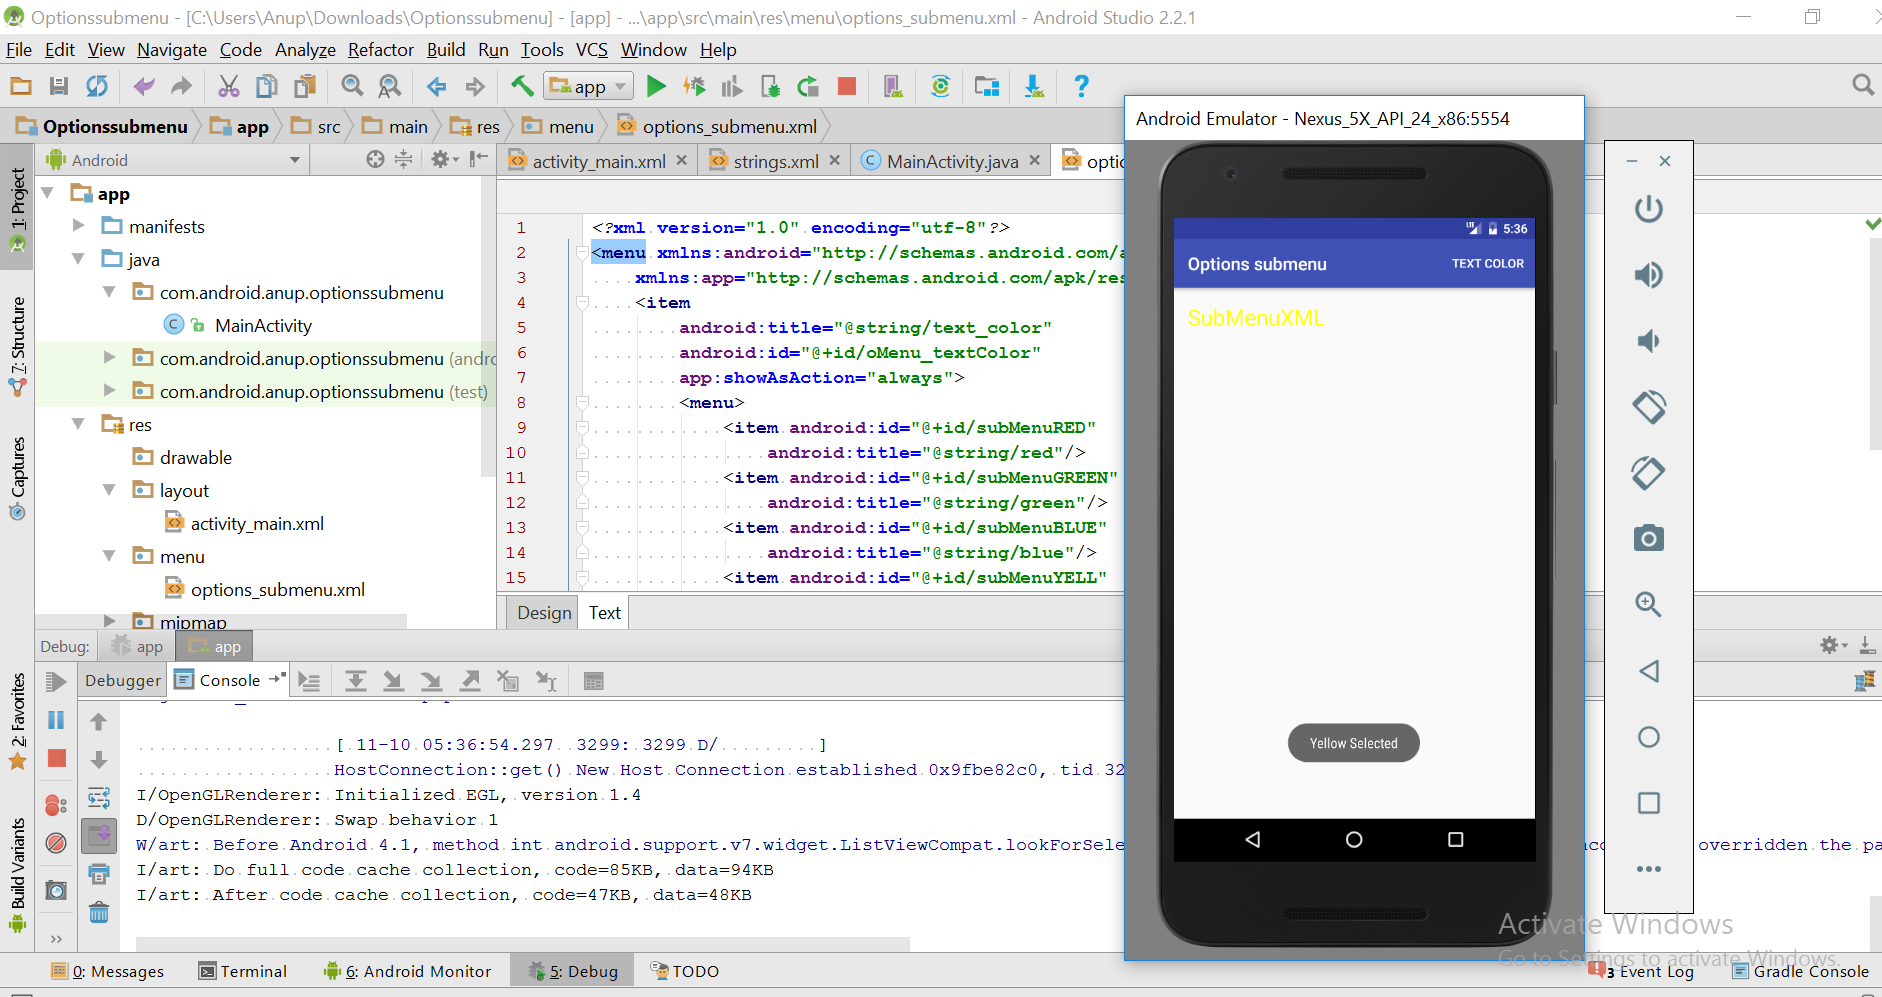 Optionssubmenu - [C:\Users\Anup\Downloads\Optionssubmenu] - [app] - ...\app\src\main\res\menu\options_submenu.xml - Android Studio 2.2.1
File Edit View Navigate Code Analyze Refactor Build Run Tools VCS Window Help
app
Optionssubmenu app src main res menu options_submenu.xml
Android Emulator - Nexus_5X_API_24_x86:5554
Android
activity_main.xml strings.xml MainActivity.java optio
1: Project
7: Structure
Captures
2: Favorites
Build Variants
app
manifests
java
com.android.anup.optionssubmenu
MainActivity
com.android.anup.optionssubmenu (andro
com.android.anup.optionssubmenu (test)
res
drawable
layout
activity_main.xml
menu
options_submenu.xml
mipmap
1 <?xml version="1.0" encoding="utf-8"?>
2 <menu xmlns:android="http://schemas.android.com/a
3 xmlns:app="http://schemas.android.com/apk/res
4 <item
5 android:title="@string/text_color"
6 android:id="@+id/oMenu_textColor"
7 app:showAsAction="always">
8 <menu>
9 <item android:id="@+id/subMenuRED"
10 android:title="@string/red"/>
11 <item android:id="@+id/subMenuGREEN"
12 android:title="@string/green"/>
13 <item android:id="@+id/subMenuBLUE"
14 android:title="@string/blue"/>
15 <item android:id="@+id/subMenuYELL"
Design Text
LTE 5:36
Options submenu TEXT COLOR
SubMenuXML
Yellow Selected
Debug: app app
Debugger Console
[ 11-10 05:36:54.297 3299: 3299 D/ ]
HostConnection::get() New Host Connection established 0x9fbe82c0, tid 32
I/OpenGLRenderer: Initialized EGL, version 1.4
D/OpenGLRenderer: Swap behavior 1
W/art: Before Android 4.1, method int android.support.v7.widget.ListViewCompat.lookForSele acc overridden the pa
I/art: Do full code cache collection, code=85KB, data=94KB
I/art: After code cache collection, code=47KB, data=48KB
Activate Windows
Go to Settings to activate Windows.
0: Messages Terminal 6: Android Monitor 5: Debug TODO 3 Event Log Gradle Console